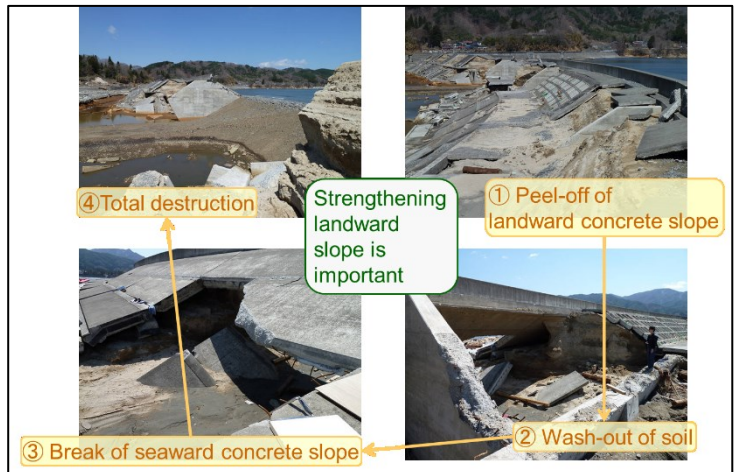 ① Peel-off of
landward concrete slope
② Wash-out of soil
③ Break of seaward concrete slope
④Total destruction
Strengthening
landward
slope is
important